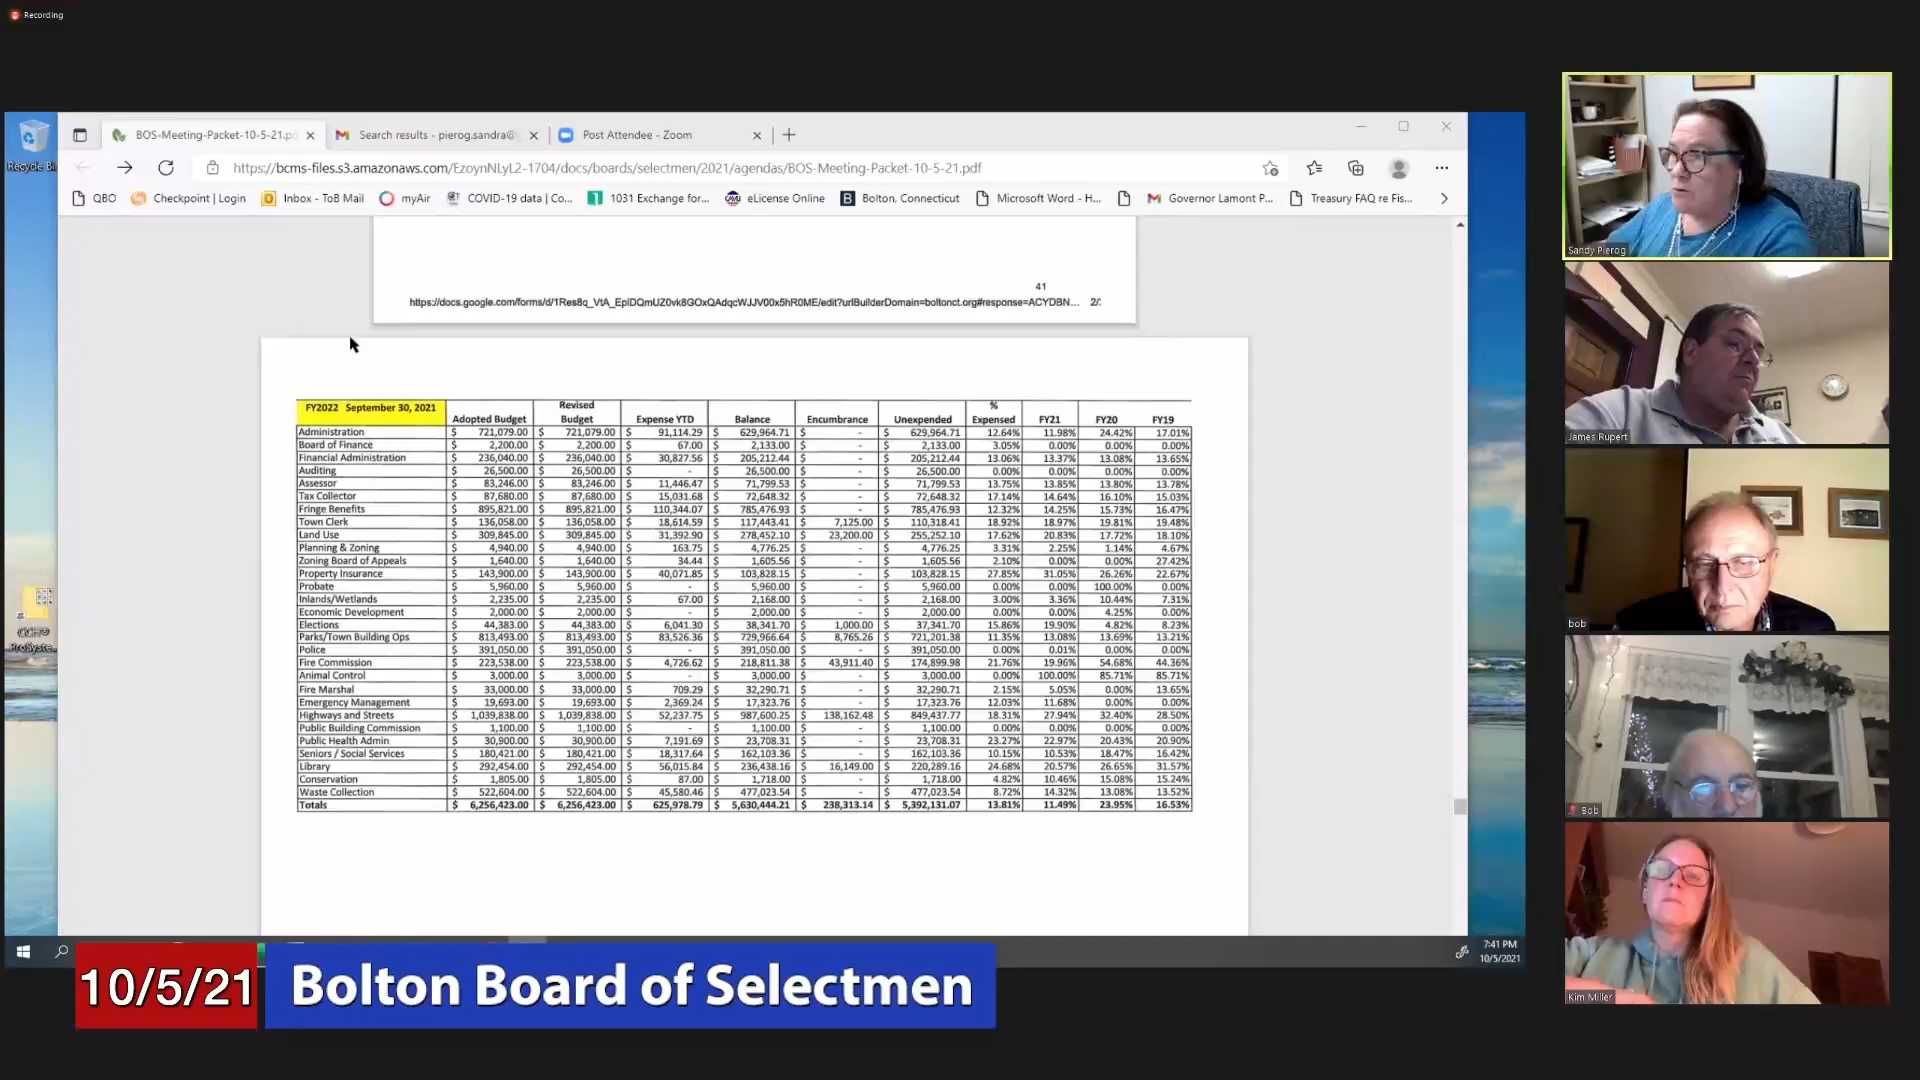 Recording
BOS-Meeting-Packet-10-5-21.pd
Search results - pierog.sandra@
Post Attendee - Zoom
https://bcms-files.s3.amazonaws.com/EzoynNLyL2-1704/docs/boards/selectmen/2021/agendas/BOS-Meeting-Packet-10-5-21.pdf
QBO Checkpoint | Login Inbox - ToB Mail myAir COVID-19 data | Co... 1031 Exchange for... eLicense Online Bolton, Connecticut Microsoft Word - H... Governor Lamont P... Treasury FAQ re Fis...
Recycle Bi
41
2/
FY2022 September 30, 2021 Adopted Budget Revised Budget Expense YTD Balance Encumbrance Unexpended % Expensed FY21 FY20 FY19
Administration $ 721,079.00 $ 721,079.00 $ 91,114.29 $ 629,964.71 $ - $ 629,964.71 12.64% 11.98% 24.42% 17.01%
Board of Finance $ 2,200.00 $ 2,200.00 $ 67.00 $ 2,133.00 $ - $ 2,133.00 3.05% 0.00% 0.00% 0.00%
Financial Administration $ 236,040.00 $ 236,040.00 $ 30,827.56 $ 205,212.44 $ - $ 205,212.44 13.06% 13.37% 13.08% 13.65%
Auditing $ 26,500.00 $ 26,500.00 $ - $ 26,500.00 $ - $ 26,500.00 0.00% 0.00% 0.00% 0.00%
Assessor $ 83,246.00 $ 83,246.00 $ 11,446.47 $ 71,799.53 $ - $ 71,799.53 13.75% 13.85% 13.80% 13.78%
Tax Collector $ 87,680.00 $ 87,680.00 $ 15,031.68 $ 72,648.32 $ - $ 72,648.32 17.14% 14.64% 16.10% 15.03%
Fringe Benefits $ 895,821.00 $ 895,821.00 $ 110,344.07 $ 785,476.93 $ - $ 785,476.93 12.32% 14.25% 15.73% 16.47%
Town Clerk $ 136,058.00 $ 136,058.00 $ 18,614.59 $ 117,443.41 $ 7,125.00 $ 110,318.41 18.92% 18.97% 19.81% 19.48%
Land Use $ 309,845.00 $ 309,845.00 $ 31,392.90 $ 278,452.10 $ 23,200.00 $ 255,252.10 17.62% 20.83% 17.72% 18.10%
Planning & Zoning $ 4,940.00 $ 4,940.00 $ 163.75 $ 4,776.25 $ - $ 4,776.25 3.31% 2.25% 1.14% 4.67%
Zoning Board of Appeals $ 1,640.00 $ 1,640.00 $ 34.44 $ 1,605.56 $ - $ 1,605.56 2.10% 0.00% 0.00% 27.42%
Property Insurance $ 143,900.00 $ 143,900.00 $ 40,071.85 $ 103,828.15 $ - $ 103,828.15 27.85% 31.05% 26.26% 22.67%
Probate $ 5,960.00 $ 5,960.00 $ - $ 5,960.00 $ - $ 5,960.00 0.00% 0.00% 100.00% 0.00%
Inlands/Wetlands $ 2,235.00 $ 2,235.00 $ 67.00 $ 2,168.00 $ - $ 2,168.00 3.00% 3.36% 10.44% 7.31%
Economic Development $ 2,000.00 $ 2,000.00 $ - $ 2,000.00 $ - $ 2,000.00 0.00% 0.00% 4.25% 0.00%
Elections $ 44,383.00 $ 44,383.00 $ 6,041.30 $ 38,341.70 $ 1,000.00 $ 37,341.70 15.86% 19.90% 4.82% 8.23%
Parks/Town Building Ops $ 813,493.00 $ 813,493.00 $ 83,526.36 $ 729,966.64 $ 8,765.26 $ 721,201.38 11.35% 13.08% 13.69% 13.21%
Police $ 391,050.00 $ 391,050.00 $ - $ 391,050.00 $ - $ 391,050.00 0.00% 0.01% 0.00% 0.00%
Fire Commission $ 223,538.00 $ 223,538.00 $ 4,726.62 $ 218,811.38 $ 43,911.40 $ 174,899.98 21.76% 19.96% 54.68% 44.36%
Animal Control $ 3,000.00 $ 3,000.00 $ - $ 3,000.00 $ - $ 3,000.00 0.00% 100.00% 85.71% 85.71%
Fire Marshal $ 33,000.00 $ 33,000.00 $ 709.29 $ 32,290.71 $ - $ 32,290.71 2.15% 5.05% 0.00% 13.65%
Emergency Management $ 19,693.00 $ 19,693.00 $ 2,369.24 $ 17,323.76 $ - $ 17,323.76 12.03% 11.68% 0.00% 0.00%
Highways and Streets $ 1,039,838.00 $ 1,039,838.00 $ 52,237.75 $ 987,600.25 $ 138,162.48 $ 849,437.77 18.31% 27.94% 32.40% 28.50%
Public Building Commission $ 1,100.00 $ 1,100.00 $ - $ 1,100.00 $ - $ 1,100.00 0.00% 0.00% 0.00% 0.00%
Public Health Admin $ 30,900.00 $ 30,900.00 $ 7,191.69 $ 23,708.31 $ - $ 23,708.31 23.27% 22.97% 20.43% 20.90%
Seniors / Social Services $ 180,421.00 $ 180,421.00 $ 18,317.64 $ 162,103.36 $ - $ 162,103.36 10.15% 10.53% 18.47% 16.42%
Library $ 292,454.00 $ 292,454.00 $ 56,015.84 $ 236,438.16 $ 16,149.00 $ 220,289.16 24.68% 20.57% 26.65% 31.57%
Conservation $ 1,805.00 $ 1,805.00 $ 87.00 $ 1,718.00 $ - $ 1,718.00 4.82% 10.46% 15.08% 15.24%
Waste Collection $ 522,604.00 $ 522,604.00 $ 45,580.46 $ 477,023.54 $ - $ 477,023.54 8.72% 14.32% 13.08% 13.52%
Totals $ 6,256,423.00 $ 6,256,423.00 $ 625,978.79 $ 5,630,444.21 $ 238,313.14 $ 5,392,131.07 13.81% 11.49% 23.95% 16.53%
CCH®
ProSyste...
7:41 PM
10/5/2021
10/5/21 Bolton Board of Selectmen
Sandy Pierog
James Rupert
bob
Bob
Kim Miller